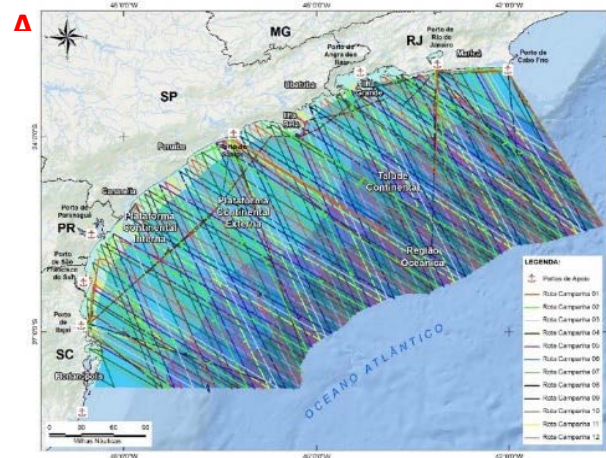 Δ
MG
RJ
SP
PR
SC
Porto de
Angra dos
Reis
Porto de
Rio de
Janeiro
Maricá
Porto de
Cabo Frio
Ubatuba
Ilha
Grande
Ilha
Bela
Peruíbe
Cananéia
Porto de
Paranaguá
Porto
de São
Francisco
do Sul
Porto
de
Itajaí
Florianópolis
Plataforma
Continental
Interna
Plataforma
Continental
Externa
Talude
Continental
Região
Oceânica
OCEANO ATLÂNTICO
LEGENDA:
Portos de Apoio
Rota Campanha 01
Rota Campanha 02
Rota Campanha 03
Rota Campanha 04
Rota Campanha 05
Rota Campanha 06
Rota Campanha 07
Rota Campanha 08
Rota Campanha 09
Rota Campanha 10
Rota Campanha 11
Rota Campanha 12
Milhas Náuticas